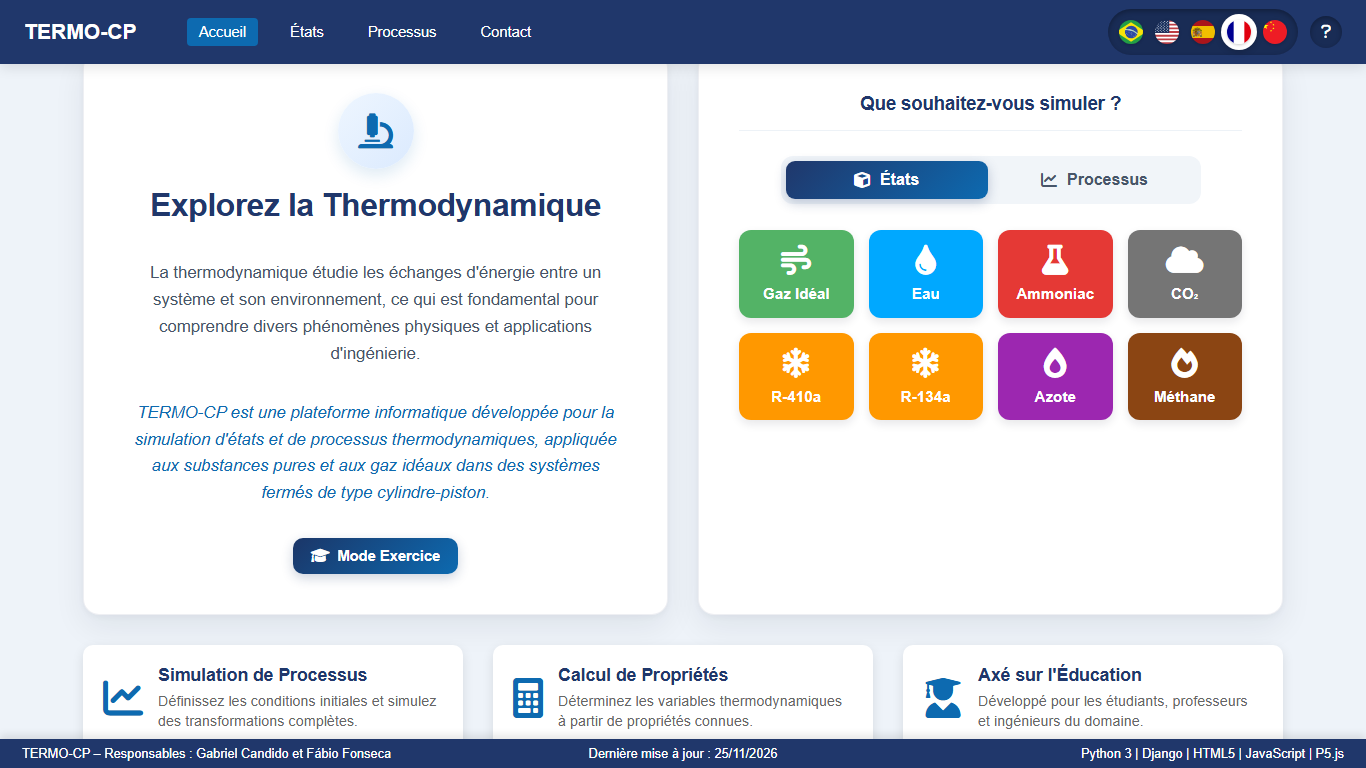 TERMO-CP
Accueil
États
Processus
Contact
?
Explorez la Thermodynamique
La thermodynamique étudie les échanges d'énergie entre un
système et son environnement, ce qui est fondamental pour
comprendre divers phénomènes physiques et applications
d'ingénierie.
TERMO-CP est une plateforme informatique développée pour la
simulation d'états et de processus thermodynamiques, appliquée
aux substances pures et aux gaz idéaux dans des systèmes
fermés de type cylindre-piston.
Mode Exercice
Que souhaitez-vous simuler ?
États
Processus
Gaz Idéal
Eau
Ammoniac
CO₂
R-410a
R-134a
Azote
Méthane
Simulation de Processus
Définissez les conditions initiales et simulez
des transformations complètes.
Calcul de Propriétés
Déterminez les variables thermodynamiques
à partir de propriétés connues.
Axé sur l'Éducation
Développé pour les étudiants, professeurs
et ingénieurs du domaine.
TERMO-CP – Responsables : Gabriel Candido et Fábio Fonseca
Dernière mise à jour : 25/11/2026
Python 3 | Django | HTML5 | JavaScript | P5.js